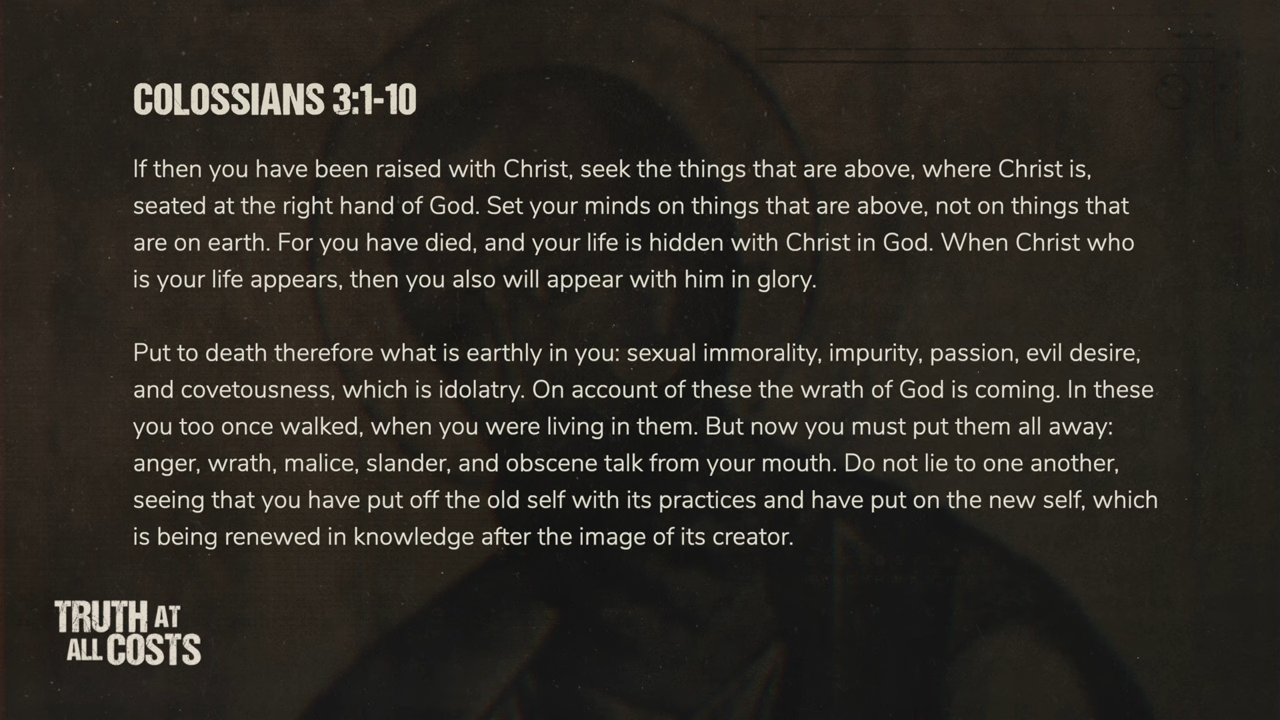 COLOSSIANS 3:1-10
If then you have been raised with Christ, seek the things that are above, where Christ is,
seated at the right hand of God. Set your minds on things that are above, not on things that
are on earth. For you have died, and your life is hidden with Christ in God. When Christ who
is your life appears, then you also will appear with him in glory.
Put to death therefore what is earthly in you: sexual immorality, impurity, passion, evil desire,
and covetousness, which is idolatry. On account of these the wrath of God is coming. In these
you too once walked, when you were living in them. But now you must put them all away:
anger, wrath, malice, slander, and obscene talk from your mouth. Do not lie to one another,
seeing that you have put off the old self with its practices and have put on the new self, which
is being renewed in knowledge after the image of its creator.
TRUTH AT
ALL COSTS